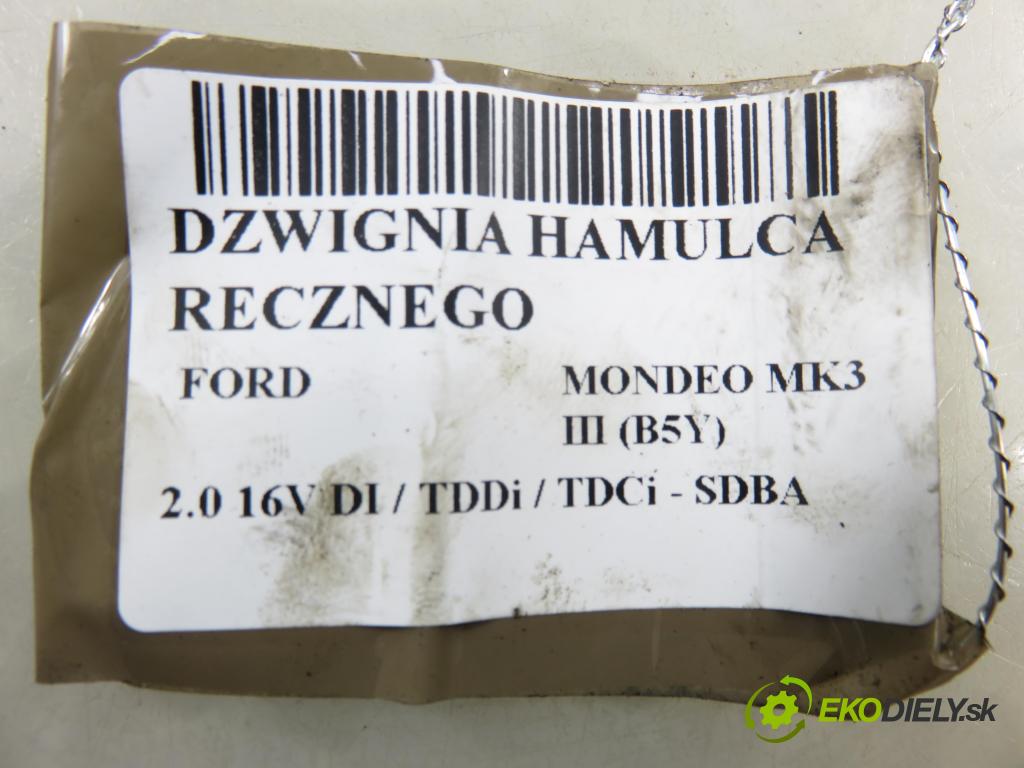 DZWIGNIA HAMULCA
RECZNEGO
FORD MONDEO MK3
III (B5Y)
2.0 16V DI / TDDi / TDCi - SDBA
EKODIELY.sk